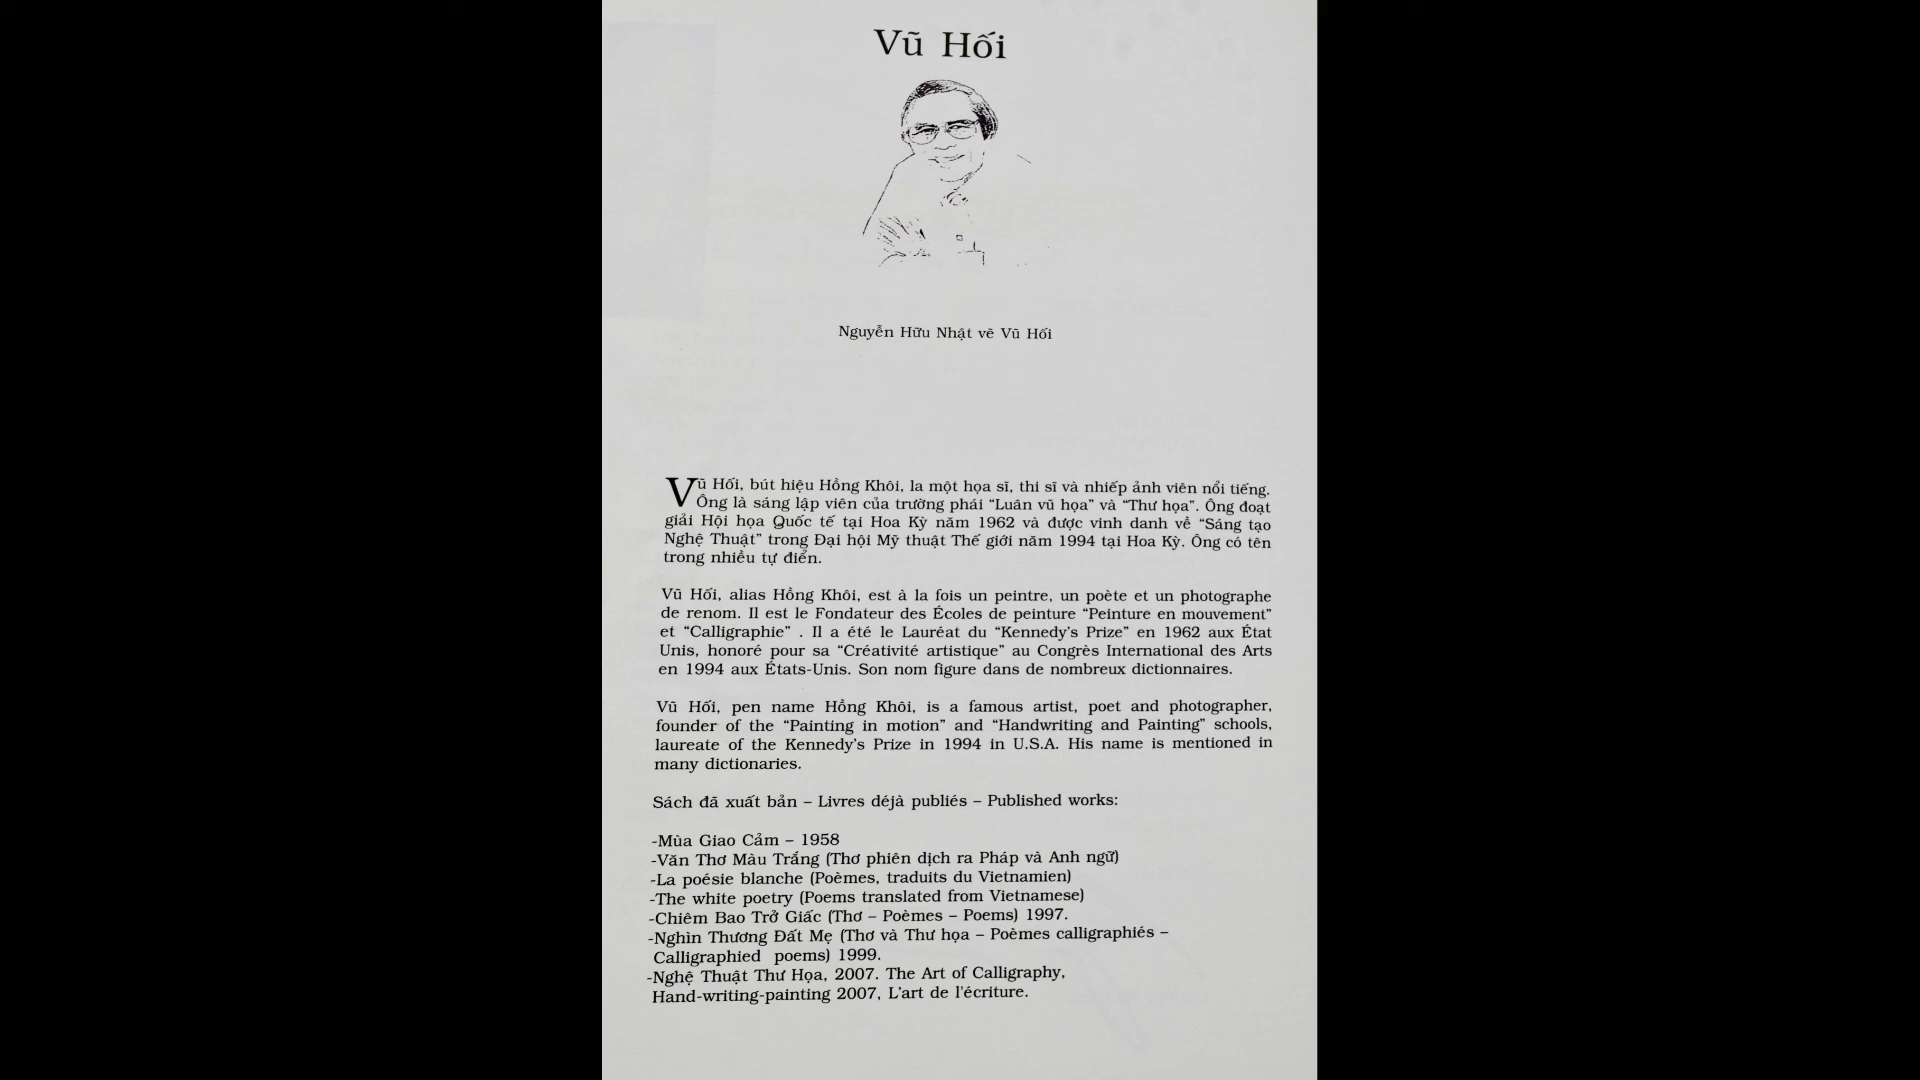 Vũ Hối
Nguyễn Hữu Nhật vẽ Vũ Hối
Vũ Hối, bút hiệu Hồng Khôi, la một họa sĩ, thi sĩ và nhiếp ảnh viên nổi tiếng.
Ông là sáng lập viên của trường phái “Luân vũ họa” và “Thư họa”. Ông đoạt
giải Hội họa Quốc tế tại Hoa Kỳ năm 1962 và được vinh danh về “Sáng tạo
Nghệ Thuật” trong Đại hội Mỹ thuật Thế giới năm 1994 tại Hoa Kỳ. Ông có tên
trong nhiều tự điển.
Vũ Hối, alias Hồng Khôi, est à la fois un peintre, un poète et un photographe
de renom. Il est le Fondateur des Écoles de peinture “Peinture en mouvement”
et “Calligraphie” . Il a été le Lauréat du “Kennedy's Prize” en 1962 aux État
Unis, honoré pour sa “Créativité artistique” au Congrès International des Arts
en 1994 aux États-Unis. Son nom figure dans de nombreux dictionnaires.
Vũ Hối, pen name Hồng Khôi, is a famous artist, poet and photographer,
founder of the “Painting in motion” and “Handwriting and Painting” schools,
laureate of the Kennedy's Prize in 1994 in U.S.A. His name is mentioned in
many dictionaries.
Sách đã xuất bản – Livres déjà publiés – Published works:
-Mùa Giao Cảm – 1958
-Văn Thơ Màu Trắng (Thơ phiên dịch ra Pháp và Anh ngữ)
-La poésie blanche (Poèmes, traduits du Vietnamien)
-The white poetry (Poems translated from Vietnamese)
-Chiêm Bao Trở Giấc (Thơ – Poèmes – Poems) 1997.
-Nghìn Thương Đất Mẹ (Thơ và Thư họa – Poèmes calligraphiés –
Calligraphied poems) 1999.
-Nghệ Thuật Thư Họa, 2007. The Art of Calligraphy,
Hand-writing-painting 2007, L'art de l'écriture.